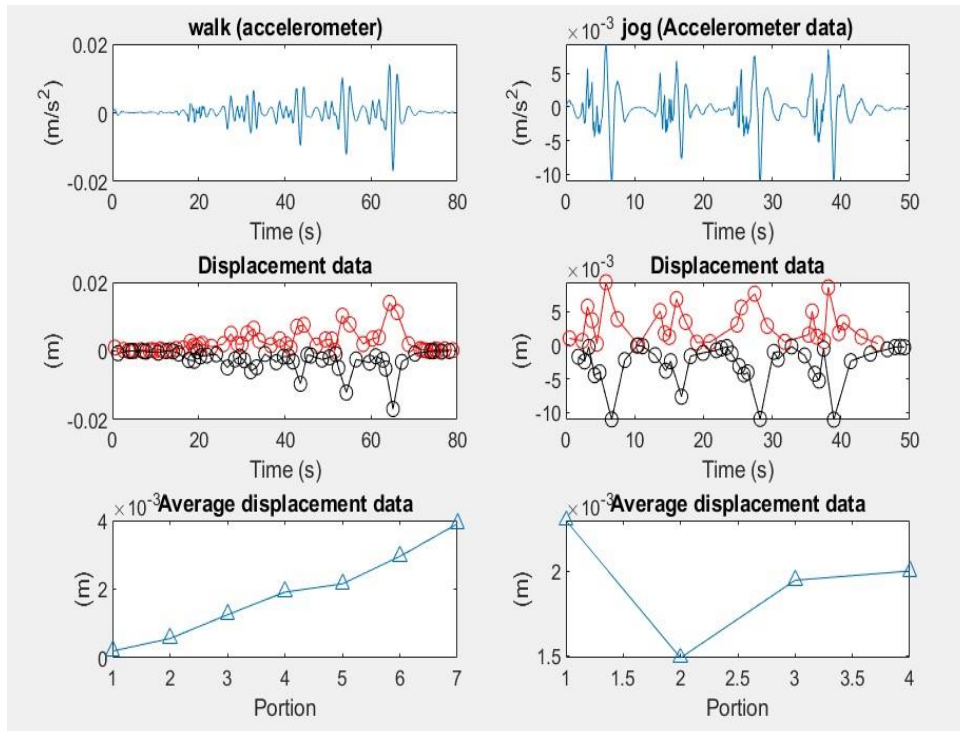 walk (accelerometer)
0.02
0
-0.02
(m/s²)
0 20 40 60 80
Time (s)
jog (Accelerometer data)
×10⁻³
5
0
-5
-10
(m/s²)
0 10 20 30 40 50
Time (s)
Displacement data
0.02
0
-0.02
(m)
0 20 40 60 80
Time (s)
Displacement data
×10⁻³
5
0
-5
-10
(m)
0 10 20 30 40 50
Time (s)
Average displacement data
×10⁻³
4
2
0
(m)
1 2 3 4 5 6 7
Portion
Average displacement data
×10⁻³
2
1.5
(m)
1 1.5 2 2.5 3 3.5 4
Portion